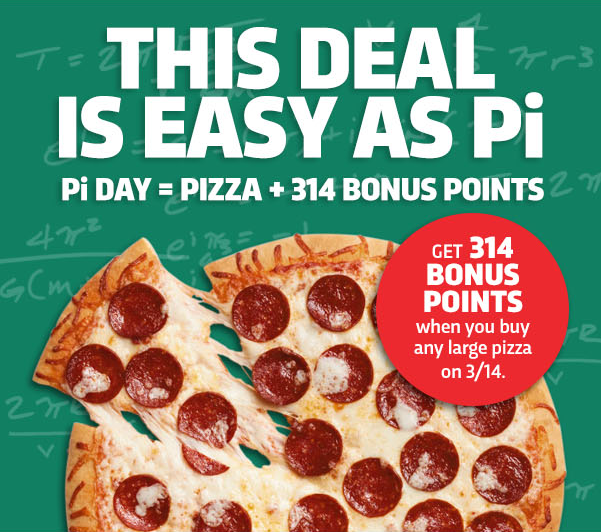 THIS DEAL
IS EASY AS Pi
Pi DAY = PIZZA + 314 BONUS POINTS
GET 314
BONUS
POINTS
when you buy
any large pizza
on 3/14.